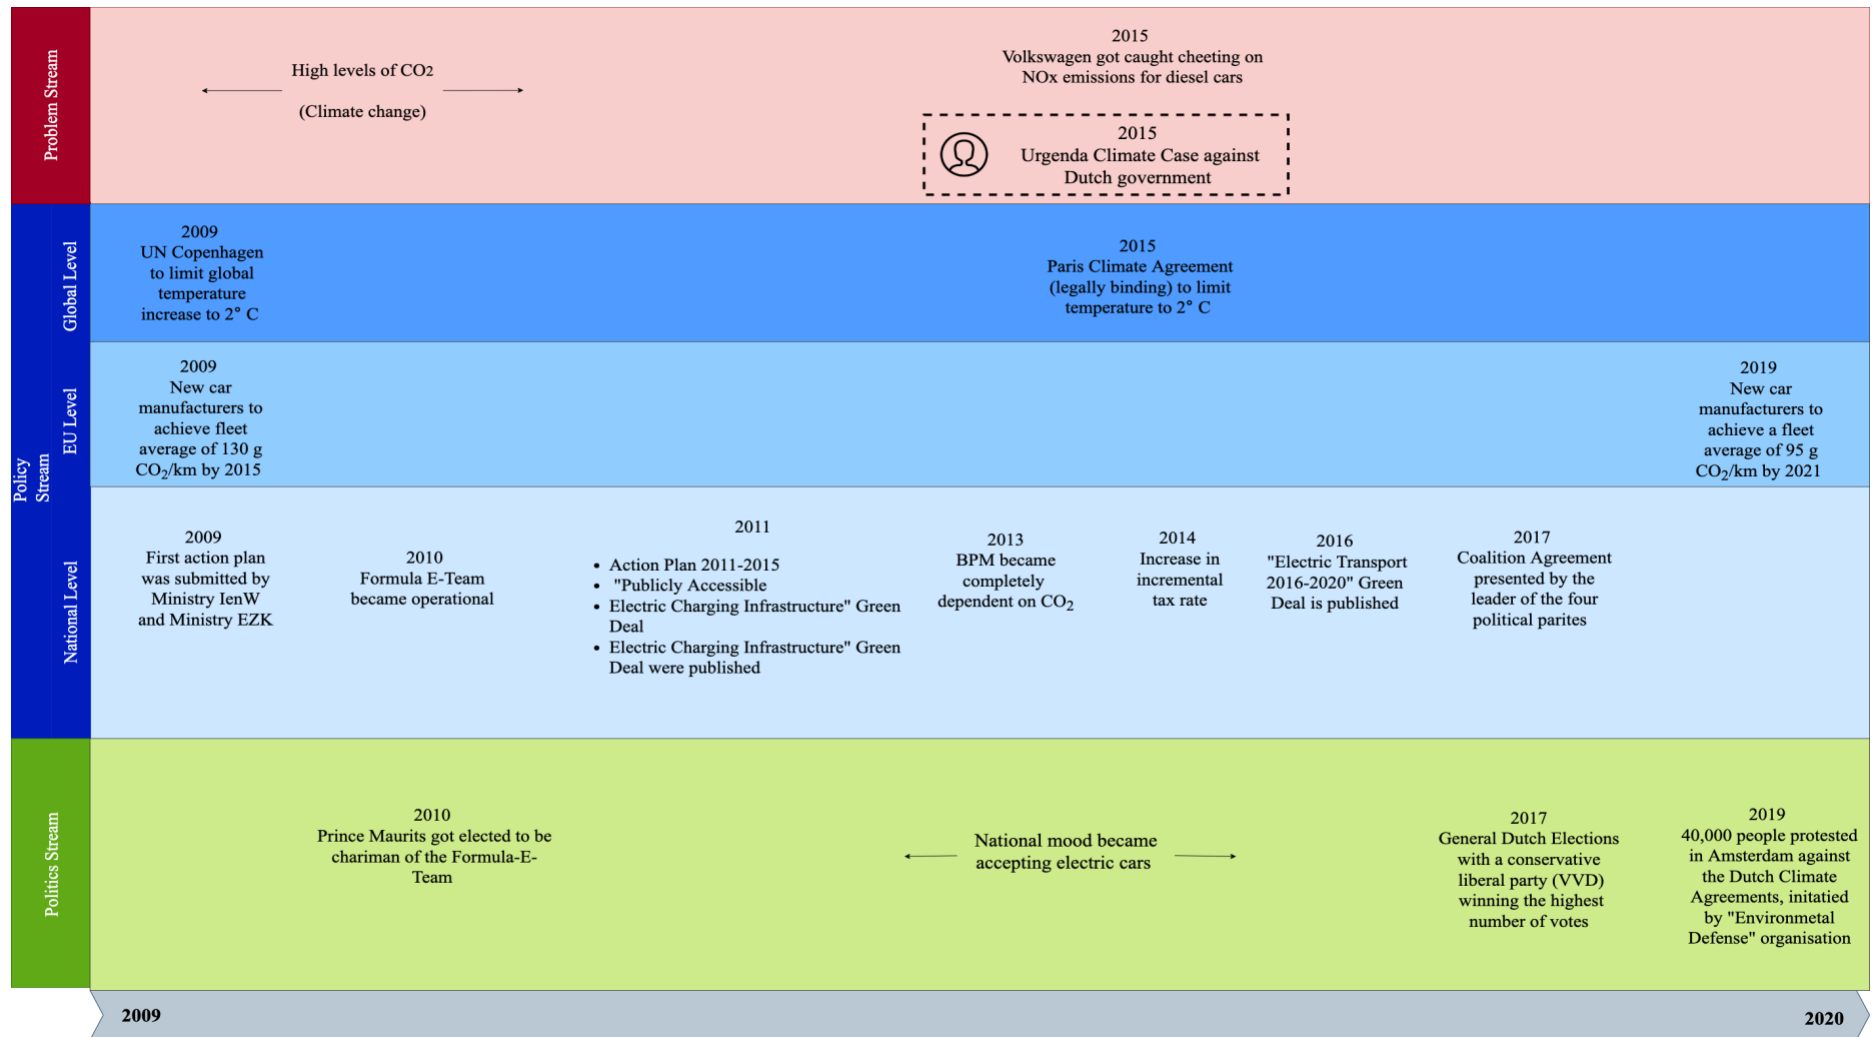 Problem Stream
High levels of CO2
(Climate change)
2015
Volkswagen got caught cheeting on
NOx emissions for diesel cars
2015
Urgenda Climate Case against
Dutch government
Policy
Stream
Global Level
2009
UN Copenhagen
to limit global
temperature
increase to 2° C
2015
Paris Climate Agreement
(legally binding) to limit
temperature to 2° C
EU Level
2009
New car
manufacturers to
achieve fleet
average of 130 g
CO₂/km by 2015
2019
New car
manufacturers to
achieve a fleet
average of 95 g
CO₂/km by 2021
National Level
2009
First action plan
was submitted by
Ministry IenW
and Ministry EZK
2010
Formula E-Team
became operational
2011
• Action Plan 2011-2015
• "Publicly Accessible
• Electric Charging Infrastructure" Green
Deal
• Electric Charging Infrastructure" Green
Deal were published
2013
BPM became
completely
dependent on CO₂
2014
Increase in
incremental
tax rate
2016
"Electric Transport
2016-2020" Green
Deal is published
2017
Coalition Agreement
presented by the
leader of the four
political parites
Politics Stream
2010
Prince Maurits got elected to be
chariman of the Formula-E-
Team
National mood became
accepting electric cars
2017
General Dutch Elections
with a conservative
liberal party (VVD)
winning the highest
number of votes
2019
40,000 people protested
in Amsterdam against
the Dutch Climate
Agreements, initatied
by "Environmetal
Defense" organisation
2009
2020